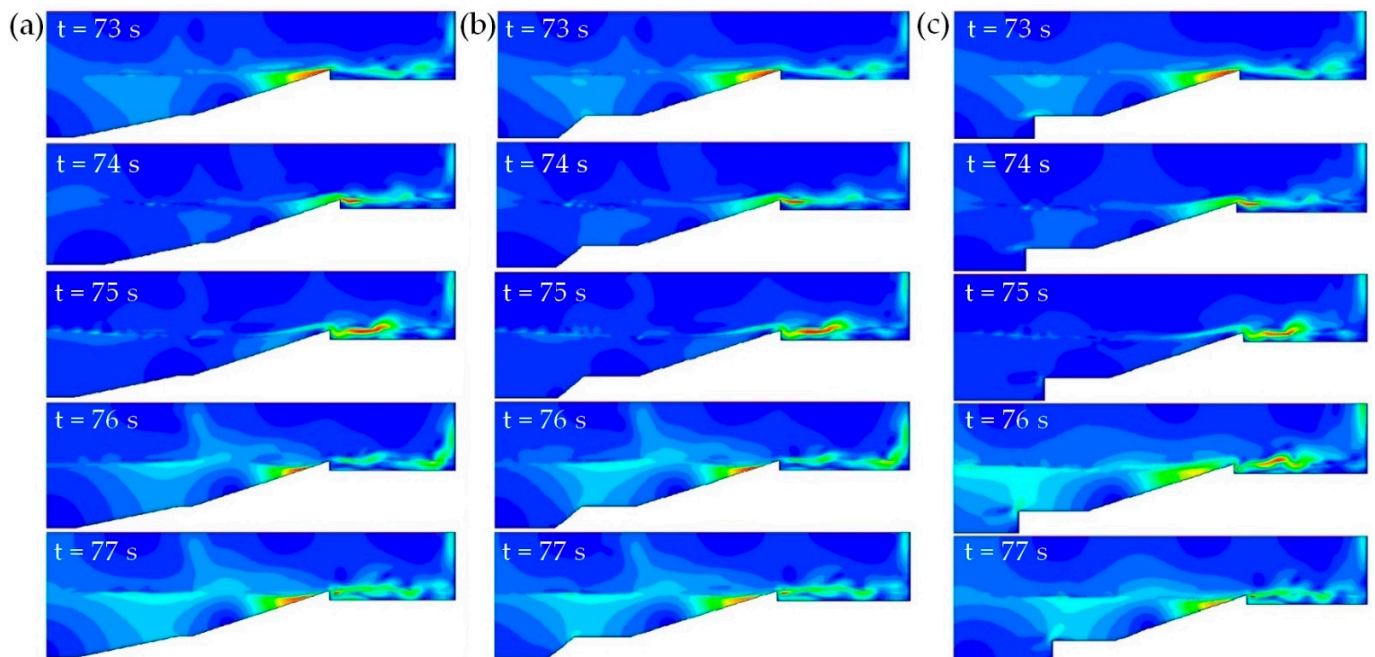 (a) t = 73 s (b) t = 73 s (c) t = 73 s
t = 74 s t = 74 s t = 74 s
t = 75 s t = 75 s t = 75 s
t = 76 s t = 76 s t = 76 s
t = 77 s t = 77 s t = 77 s